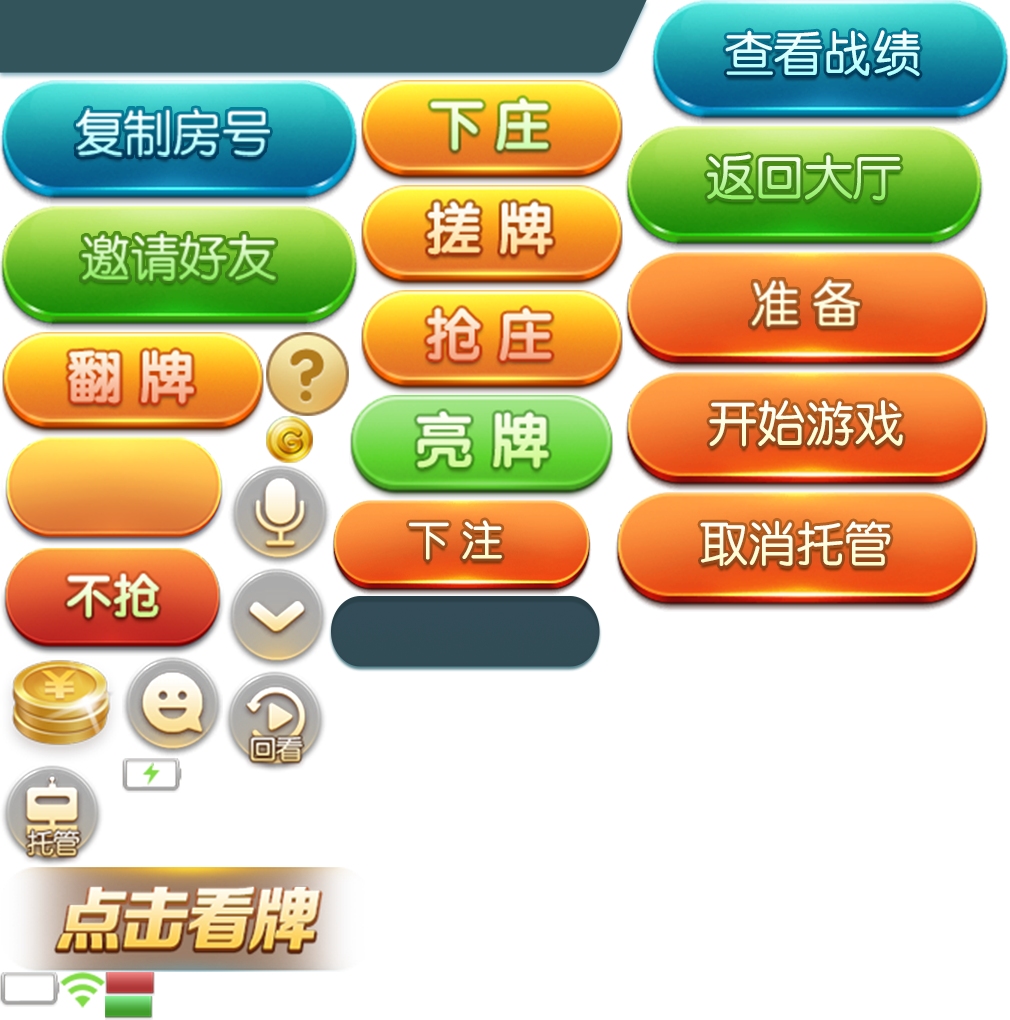 查看战绩
复制房号
下庄
返回大厅
邀请好友
搓牌
准备
抢庄
翻牌
?
开始游戏
亮牌
G
下注
取消托管
不抢
¥
回看
托管
点击看牌